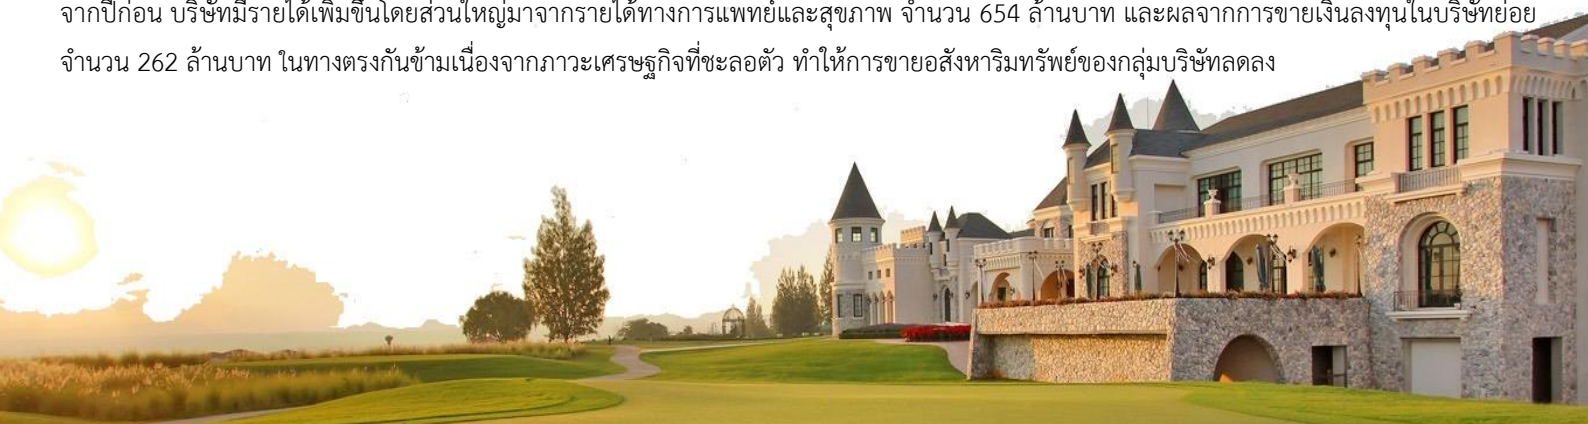 จากปีก่อน บริษัทมีรายได้เพิ่มขึ้นโดยส่วนใหญ่มาจากรายได้ทางการแพทย์และสุขภาพ จำนวน 654 ล้านบาท และผลจากการขายเงินลงทุนในบริษัทย่อย
จำนวน 262 ล้านบาท ในทางตรงกันข้ามเนื่องจากภาวะเศรษฐกิจที่ชะลอตัว ทำให้การขายอสังหาริมทรัพย์ของกลุ่มบริษัทลดลง